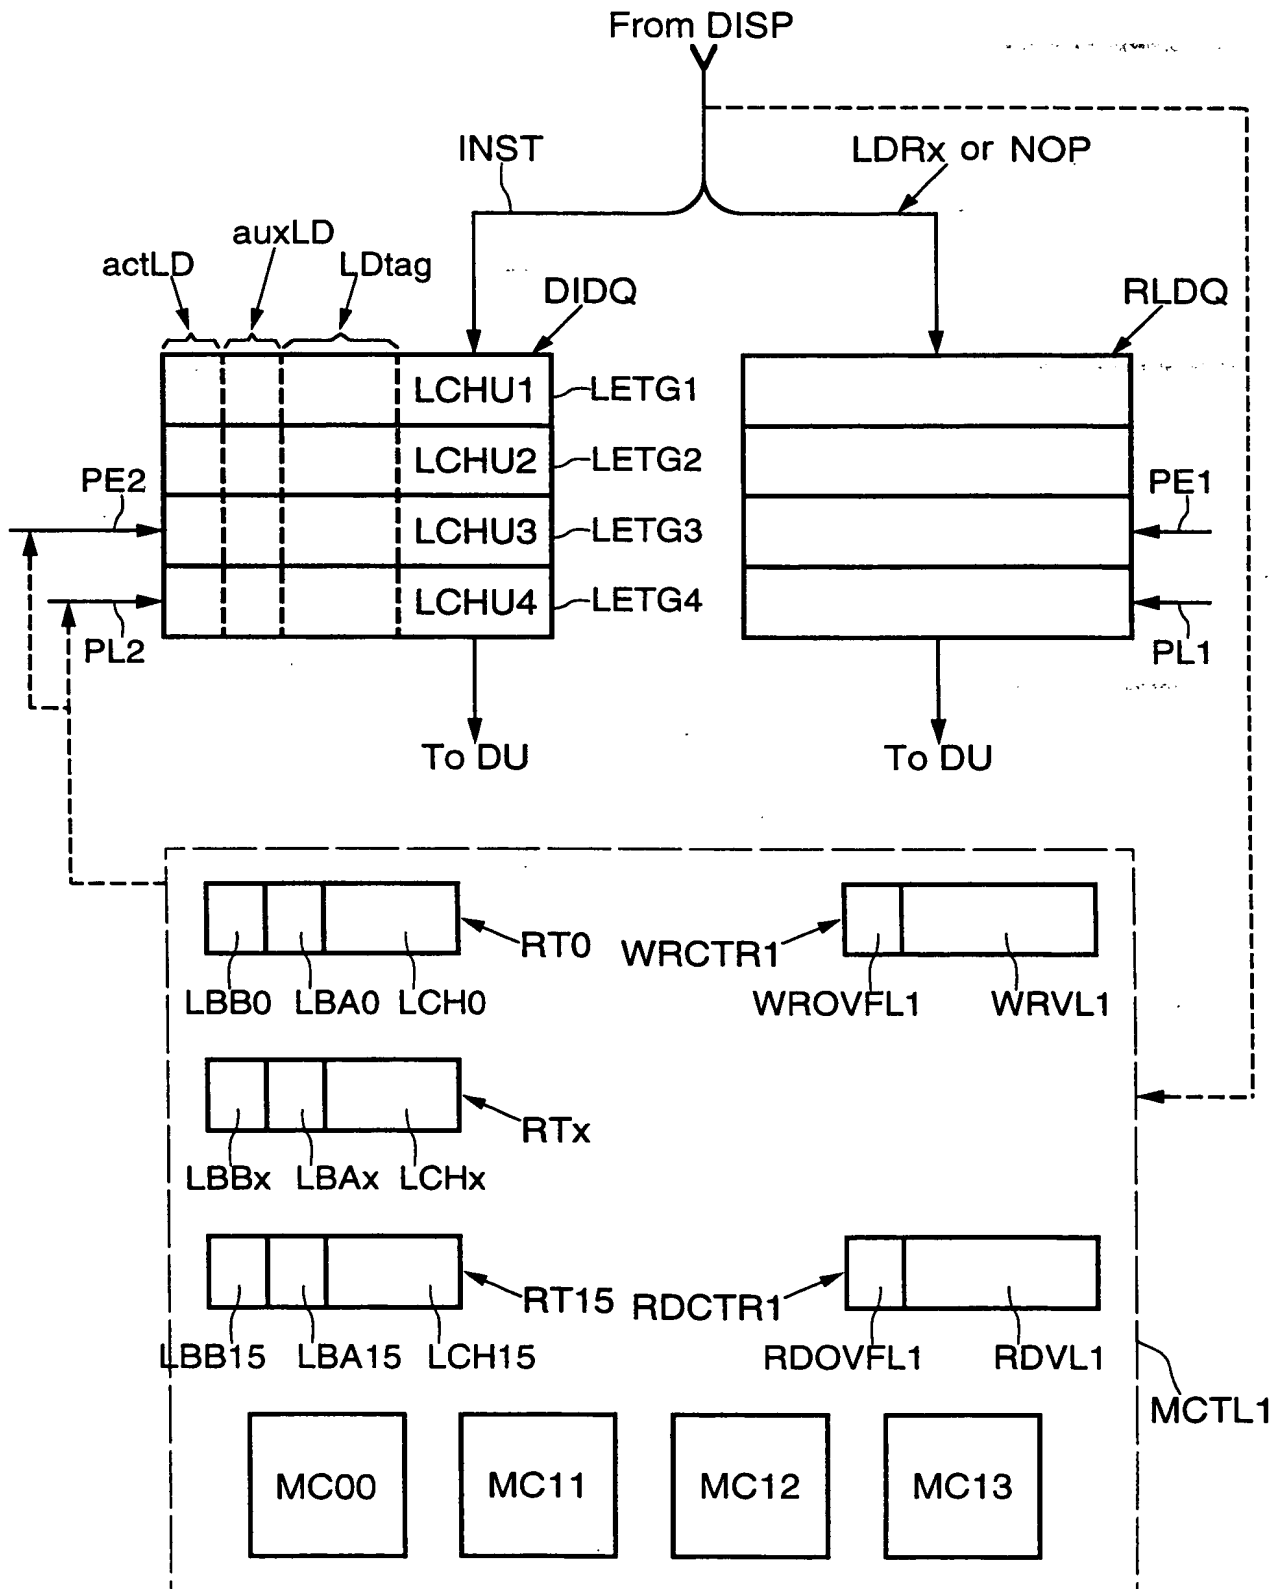 From DISP
INST
LDRx or NOP
auxLD
actLD
LDtag
DIDQ
RLDQ
LCHU1
LETG1
LCHU2
LETG2
PE2
PE1
LCHU3
LETG3
LCHU4
LETG4
PL2
PL1
To DU
To DU
RT0
WRCTR1
LBB0
LBA0
LCH0
WROVFL1
WRVL1
RTx
LBBx
LBAx
LCHx
RT15
RDCTR1
LBB15
LBA15
LCH15
RDOVFL1
RDVL1
MCTL1
MC00
MC11
MC12
MC13